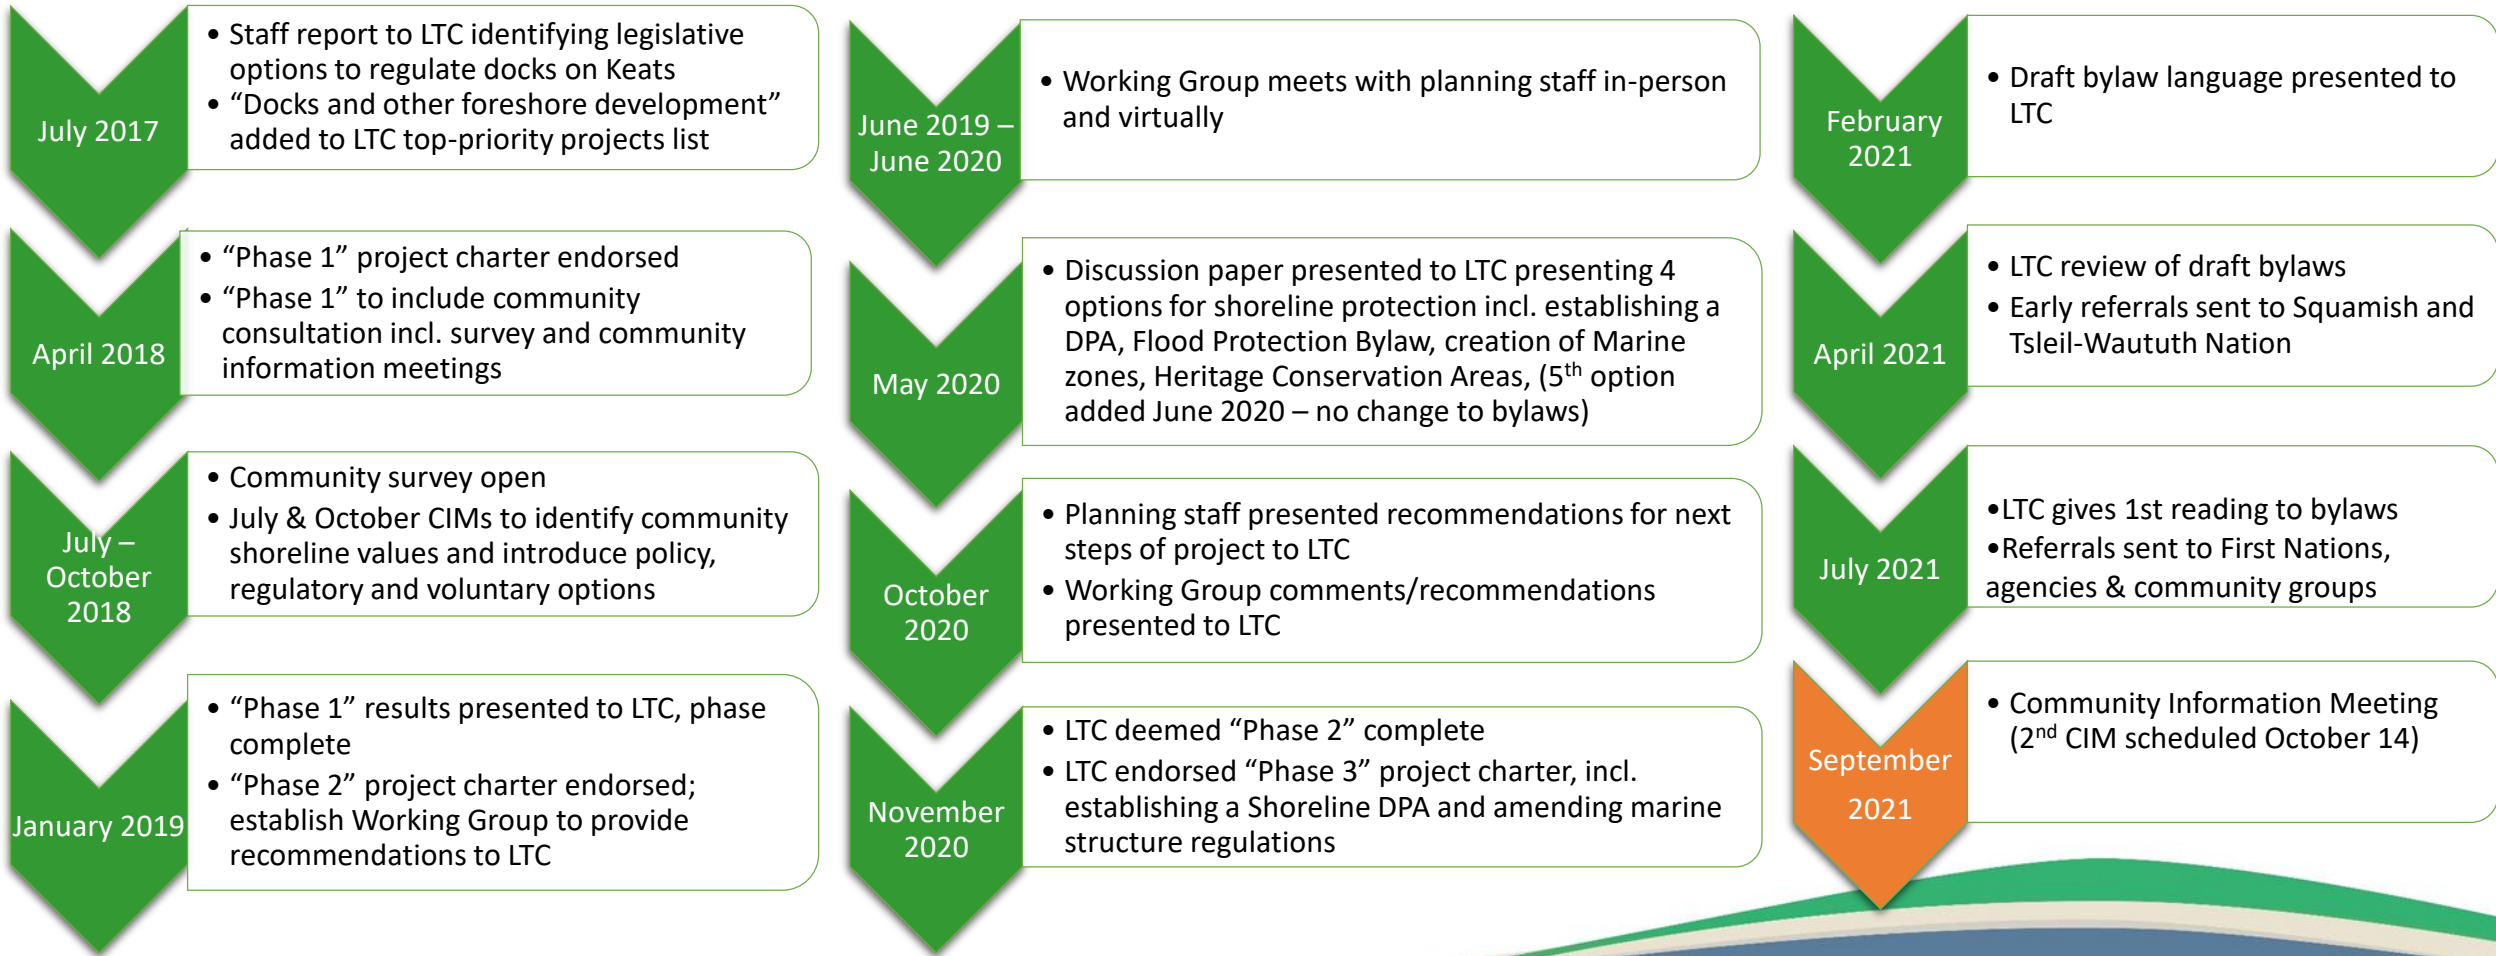 July 2017
• Staff report to LTC identifying legislative
options to regulate docks on Keats
• “Docks and other foreshore development”
added to LTC top-priority projects list
April 2018
• “Phase 1” project charter endorsed
• “Phase 1” to include community
consultation incl. survey and community
information meetings
July –
October
2018
• Community survey open
• July & October CIMs to identify community
shoreline values and introduce policy,
regulatory and voluntary options
January 2019
• “Phase 1” results presented to LTC, phase
complete
• “Phase 2” project charter endorsed;
establish Working Group to provide
recommendations to LTC
June 2019 –
June 2020
• Working Group meets with planning staff in-person
and virtually
May 2020
• Discussion paper presented to LTC presenting 4
options for shoreline protection incl. establishing a
DPA, Flood Protection Bylaw, creation of Marine
zones, Heritage Conservation Areas, (5th option
added June 2020 – no change to bylaws)
October
2020
• Planning staff presented recommendations for next
steps of project to LTC
• Working Group comments/recommendations
presented to LTC
November
2020
• LTC deemed “Phase 2” complete
• LTC endorsed “Phase 3” project charter, incl.
establishing a Shoreline DPA and amending marine
structure regulations
February
2021
• Draft bylaw language presented to
LTC
April 2021
• LTC review of draft bylaws
• Early referrals sent to Squamish and
Tsleil-Waututh Nation
July 2021
•LTC gives 1st reading to bylaws
•Referrals sent to First Nations,
agencies & community groups
September
2021
• Community Information Meeting
(2nd CIM scheduled October 14)